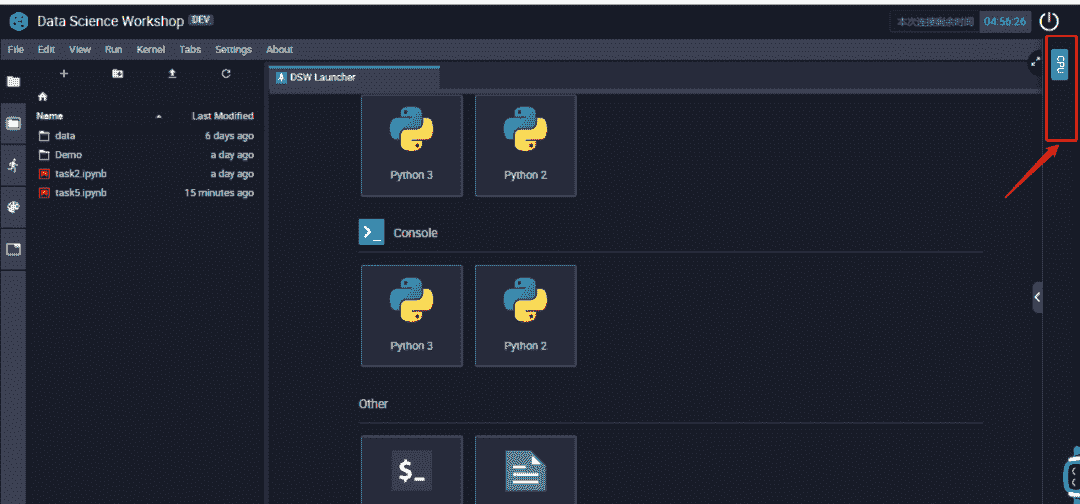 Data Science Workshop DEV
本次连接剩余时间 04:56:26
File Edit View Run Kernel Tabs Settings About
CPU
DSW Launcher
Name Last Modified
data 6 days ago
Demo a day ago
task2.ipynb a day ago
task5.ipynb 15 minutes ago
Python 3 Python 2
Console
Python 3 Python 2
Other
$_